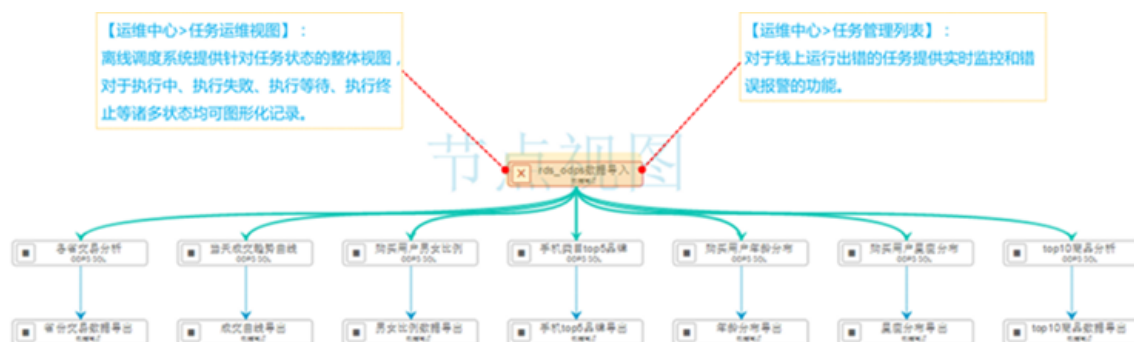 【运维中心>任务运维视图】:
离线调度系统提供针对任务状态的整体视图,
对于执行中、执行失败、执行等待、执行终
止等诸多状态均可图形化记录。
【运维中心>任务管理列表】:
对于线上运行出错的任务提供实时监控和错
误报警的功能。
节点视图
rds_odps数据导入
各省交易分析
ODPS SQL
当天成交趋势曲线
ODPS SQL
购买用户男女比例
ODPS SQL
手机类目top5品牌
ODPS SQL
购买用户年龄分布
ODPS SQL
购买用户星座分布
ODPS SQL
top10商品分析
ODPS SQL
省份交易数据导出
成交曲线导出
男女比例数据导出
手机top5品牌导出
年龄分布导出
星座分布导出
top10商品数据导出